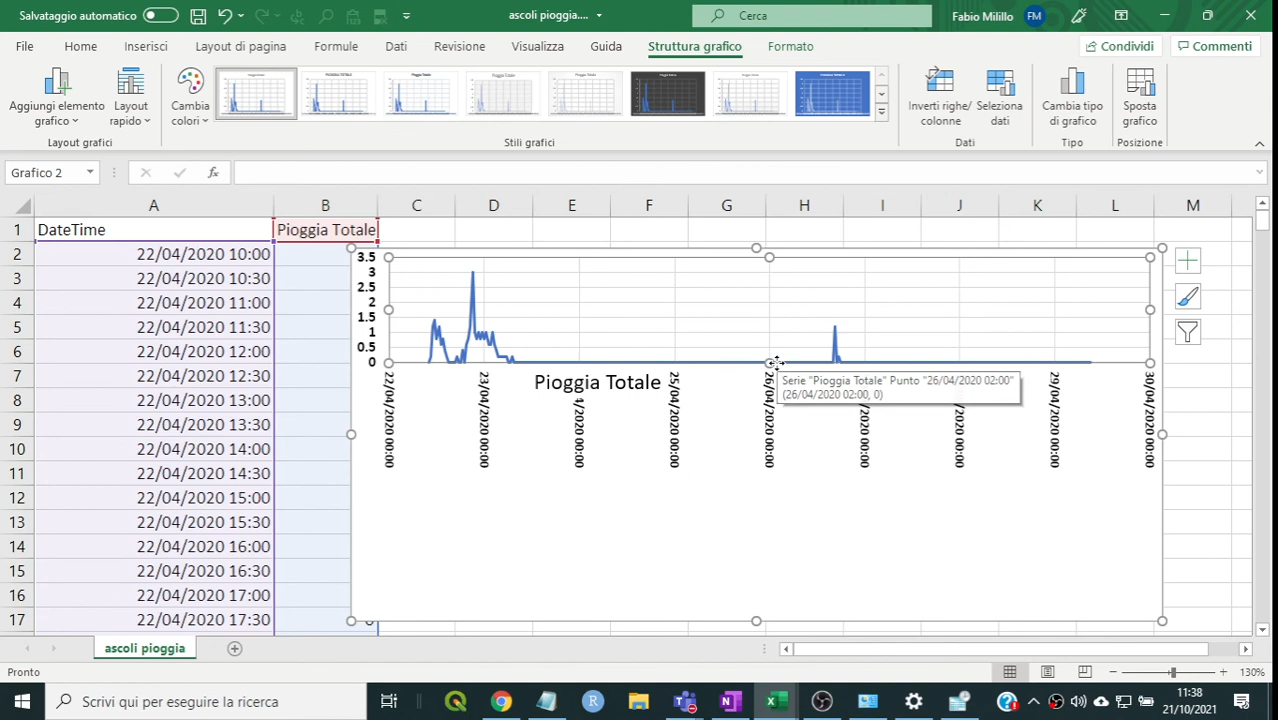 Salvataggio automatico
ascoli pioggia....
Cerca
Fabio Milillo
FM
File
Home
Inserisci
Layout di pagina
Formule
Dati
Revisione
Visualizza
Guida
Struttura grafico
Formato
Condividi
Commenti
Aggiungi elemento grafico
Layout rapido
Cambia colori
Inverti righe/ colonne
Seleziona dati
Cambia tipo di grafico
Sposta grafico
Layout grafici
Stili grafici
Dati
Tipo
Posizione
Grafico 2
fx
A B C D E F G H I J K L M
1 DateTime Pioggia Totale
2 22/04/2020 10:00
3 22/04/2020 10:30
4 22/04/2020 11:00
5 22/04/2020 11:30
6 22/04/2020 12:00
7 22/04/2020 12:30
8 22/04/2020 13:00
9 22/04/2020 13:30
10 22/04/2020 14:00
11 22/04/2020 14:30
12 22/04/2020 15:00
13 22/04/2020 15:30
14 22/04/2020 16:00
15 22/04/2020 16:30
16 22/04/2020 17:00
17 22/04/2020 17:30
3.5
3
2.5
2
1.5
1
0.5
0
Pioggia Totale
Serie "Pioggia Totale" Punto "26/04/2020 02:00"
(26/04/2020 02:00, 0)
22/04/2020 00:00
23/04/2020 00:00
25/04/2020 00:00
29/04/2020 00:00
30/04/2020 00:00
ascoli pioggia
Pronto
130%
Scrivi qui per eseguire la ricerca
R
11:38
21/10/2021